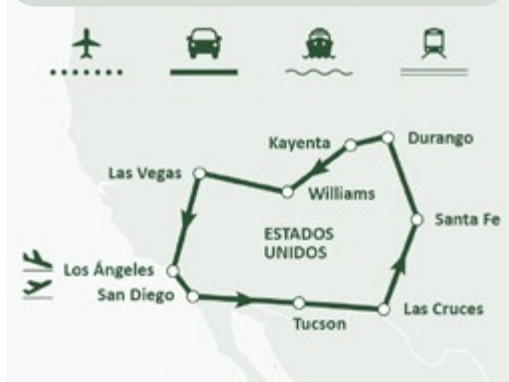 Durango
Kayenta
Las Vegas
Williams
Santa Fe
ESTADOS
UNIDOS
Los Ángeles
San Diego
Las Cruces
Tucson